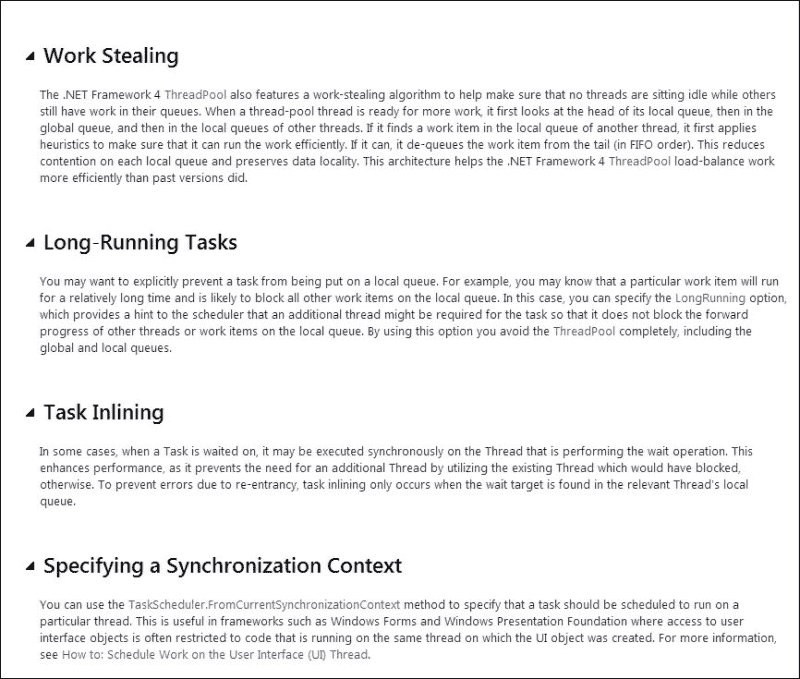 Work Stealing
The .NET Framework 4 ThreadPool also features a work-stealing algorithm to help make sure that no threads are sitting idle while others
still have work in their queues. When a thread-pool thread is ready for more work, it first looks at the head of its local queue, then in the
global queue, and then in the local queues of other threads. If it finds a work item in the local queue of another thread, it first applies
heuristics to make sure that it can run the work efficiently. If it can, it de-queues the work item from the tail (in FIFO order). This reduces
contention on each local queue and preserves data locality. This architecture helps the .NET Framework 4 ThreadPool load-balance work
more efficiently than past versions did.
Long-Running Tasks
You may want to explicitly prevent a task from being put on a local queue. For example, you may know that a particular work item will run
for a relatively long time and is likely to block all other work items on the local queue. In this case, you can specify the LongRunning option,
which provides a hint to the scheduler that an additional thread might be required for the task so that it does not block the forward
progress of other threads or work items on the local queue. By using this option you avoid the ThreadPool completely, including the
global and local queues.
Task Inlining
In some cases, when a Task is waited on, it may be executed synchronously on the Thread that is performing the wait operation. This
enhances performance, as it prevents the need for an additional Thread by utilizing the existing Thread which would have blocked,
otherwise. To prevent errors due to re-entrancy, task inlining only occurs when the wait target is found in the relevant Thread's local
queue.
Specifying a Synchronization Context
You can use the TaskScheduler.FromCurrentSynchronizationContext method to specify that a task should be scheduled to run on a
particular thread. This is useful in frameworks such as Windows Forms and Windows Presentation Foundation where access to user
interface objects is often restricted to code that is running on the same thread on which the UI object was created. For more information,
see How to: Schedule Work on the User Interface (UI) Thread.